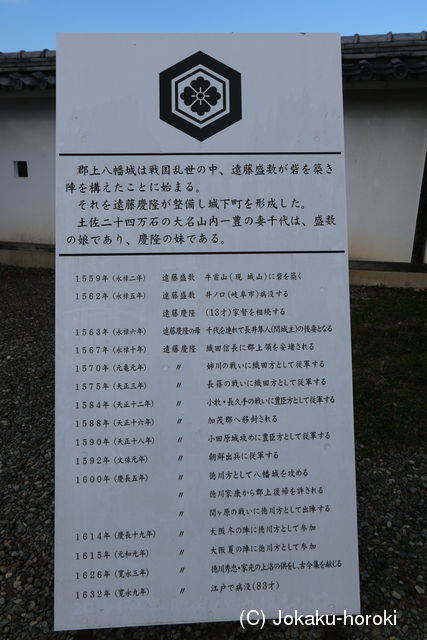 郡上八幡城は戦国乱世の中、遠藤盛数が砦を築き
陣を構えたことに始まる。
それを遠藤慶隆が整備し城下町を形成した。
土佐二十四万石の大名山内一豊の妻千代は、盛数
の娘であり、慶隆の妹である。
1559年(永禄二年) 遠藤盛数 牛首山(現 城山)に砦を築く
1562年(永禄五年) 遠藤盛数 井ノ口(岐阜市)病没する
遠藤慶隆 (13才)家督を相続する
1563年(永禄六年) 遠藤慶隆の母 千代を連れて長井隼人(関城主)の後妻となる
1567年(永禄十年) 遠藤慶隆 織田信長に郡上領を安堵される
1570年(元亀元年) 〃 姉川の戦いに織田方として従軍する
1575年(天正三年) 〃 長篠の戦いに織田方として従軍する
1584年(天正十二年) 〃 小牧・長久手の戦いに豊臣方として従軍する
1588年(天正十六年) 〃 加茂郡へ移封される
1590年(天正十八年) 〃 小田原城攻めに豊臣方として従軍する
1592年(文禄元年) 〃 朝鮮出兵に従軍する
1600年(慶長五年) 〃 徳川方として八幡城を攻める
〃 徳川家康から郡上復帰を許される
〃 関ヶ原の戦いに徳川方として出陣する
1614年(慶長十九年) 〃 大阪冬の陣に徳川方として参加
1615年(元和元年) 〃 大阪夏の陣に徳川方として参加
1626年(寛永三年) 〃 徳川秀忠・家光の上洛の供をし、古今集を献じる
1632年(寛永九年) 〃 江戸で病没(83才)
(C) Jokaku-horoki